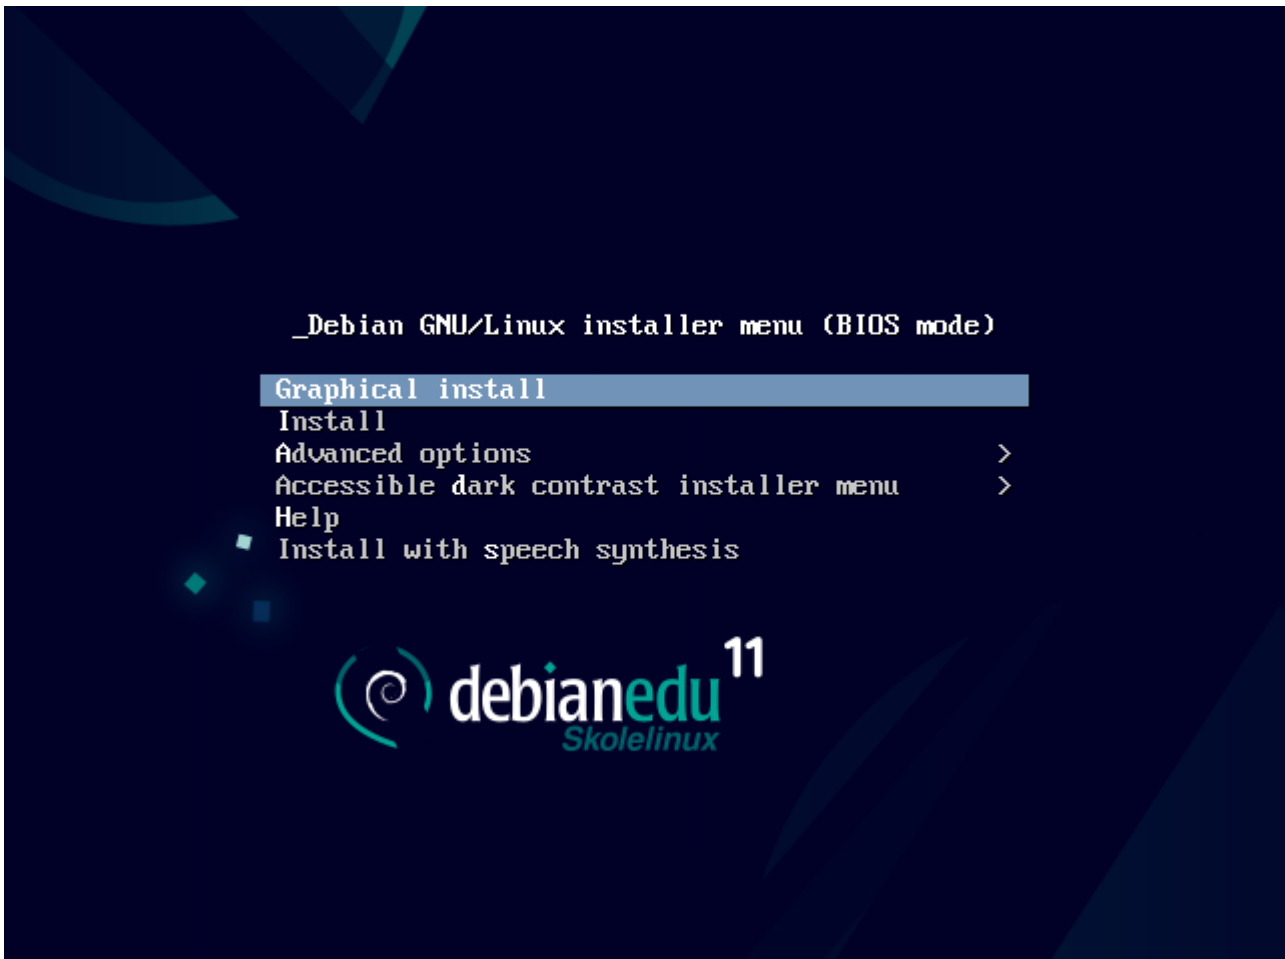 _Debian GNU/Linux installer menu (BIOS mode)
Graphical install
Install
Advanced options >
Accessible dark contrast installer menu >
Help
Install with speech synthesis
debianedu 11
Skolelinux